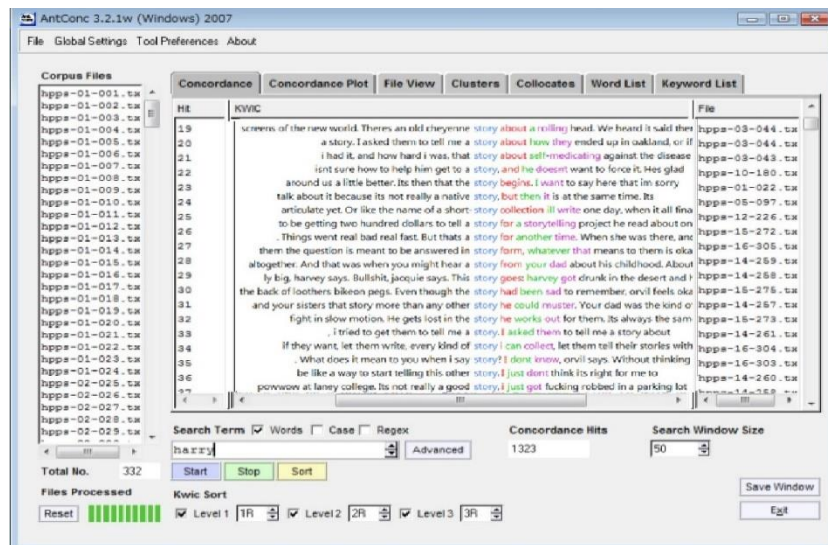 AntConc 3.2.1w (Windows) 2007
File Global Settings Tool Preferences About
Corpus Files
hpps-01-001.tx
hpps-01-002.tx
hpps-01-003.tx
hpps-01-004.tx
hpps-01-005.tx
hpps-01-006.tx
hpps-01-007.tx
hpps-01-008.tx
hpps-01-009.tx
hpps-01-010.tx
hpps-01-011.tx
hpps-01-012.tx
hpps-01-013.tx
hpps-01-014.tx
hpps-01-015.tx
hpps-01-016.tx
hpps-01-017.tx
hpps-01-018.tx
hpps-01-019.tx
hpps-01-020.tx
hpps-01-021.tx
hpps-01-022.tx
hpps-01-023.tx
hpps-01-024.tx
hpps-02-025.tx
hpps-02-026.tx
hpps-02-027.tx
hpps-02-028.tx
hpps-02-029.tx
Total No. 332
Files Processed
Reset
Concordance Concordance Plot File View Clusters Collocates Word List Keyword List
Hit KWIC File
19 screens of the new world. Theres an old cheyenne story about a rolling head. We heard it said ther hpps-03-044.tx
20 a story. I asked them to tell me a story about how they ended up in oakland, or if hpps-03-044.tx
21 i had it, and how hard i was, that story about self-medicating against the disease hpps-03-043.tx
22 isnt sure how to help him get to a story, and he doesnt want to force it. Hes glad hpps-10-180.tx
23 around us a little better. Its then that the story begins. I want to say here that im sorry hpps-01-022.tx
24 talk about it because its not really a native story, but then it is at the same time. Its hpps-05-097.tx
25 articulate yet. Or like the name of a short-story collection ill write one day, when it all fina hpps-12-226.tx
26 to be getting two hundred dollars to tell a story for a storytelling project he read about on hpps-15-272.tx
27 . Things went real bad real fast. But thats a story for another time. When she was there, and hpps-16-305.tx
28 them the question is meant to be answered in story form, whatever that means to them is oka hpps-14-259.tx
29 altogether. And that was when you might hear a story from your dad about his childhood. About hpps-14-258.tx
30 ly big, harvey says. Bullshit, jacquie says. This story goes: harvey got drunk in the desert and h hpps-15-275.tx
31 the back of loothers bikeon pegs. Even though the story had been sad to remember, orvil feels oka hpps-14-257.tx
32 and your sisters that story more than any other story he could muster. Your dad was the kind o hpps-15-273.tx
33 fight in slow motion. He gets lost in the story he works out for them. Its always the sam hpps-14-261.tx
34 , i tried to get them to tell me a story. I asked them to tell me a story about hpps-16-304.tx
35 if they want, let them write, every kind of story i can collect, let them tell their stories with hpps-16-303.tx
36 . What does it mean to you when i say story? I dont know, orvil says. Without thinking hpps-14-260.tx
be like a way to start telling this other story. I just dont think its right for me to
powwow at laney college. Its not really a good story, i just got fucking robbed in a parking lot
Search Term Words Case Regex
harry
Advanced
Start Stop Sort
Concordance Hits
1323
Search Window Size
50
Kwic Sort
Level 1 1R Level 2 2R Level 3 3R
Save Window
Exit